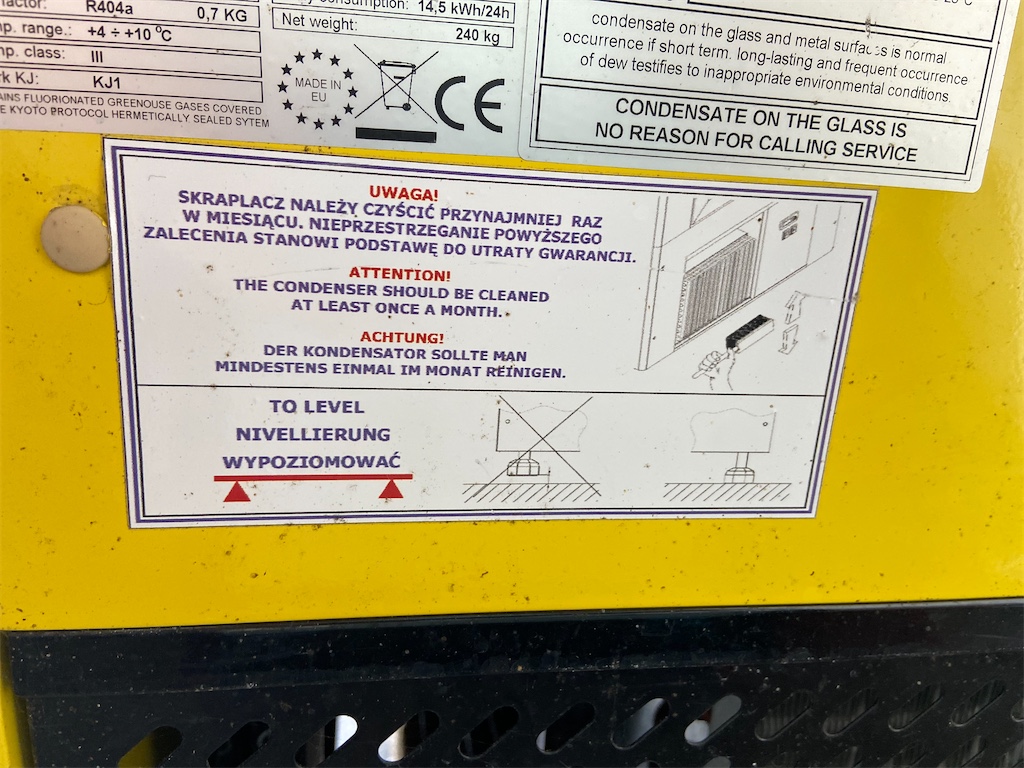 R404a 0,7 KG
range.: +4 ÷ +10 °C
class: III
KJ: KJ1
FLUORIONATED GREENOUSE GASES COVERED
KYOTO PROTOCOL HERMETICALLY SEALED SYTEM
consumption: 14,5 kWh/24h
Net weight: 240 kg
MADE IN
EU
CE
condensate on the glass and metal surfaces is normal
occurrence if short term. long-lasting and frequent occurrence
of dew testifies to inappropriate environmental conditions.
CONDENSATE ON THE GLASS IS
NO REASON FOR CALLING SERVICE
UWAGA!
SKRAPLACZ NALEŻY CZYŚCIĆ PRZYNAJMNIEJ RAZ
W MIESIĄCU. NIEPRZESTRZEGANIE POWYŻSZEGO
ZALECENIA STANOWI PODSTAWĘ DO UTRATY GWARANCJI.
ATTENTION!
THE CONDENSER SHOULD BE CLEANED
AT LEAST ONCE A MONTH.
ACHTUNG!
DER KONDENSATOR SOLLTE MAN
MINDESTENS EINMAL IM MONAT REINIGEN.
TO LEVEL
NIVELLIERUNG
WYPOZIOMOWAĆ